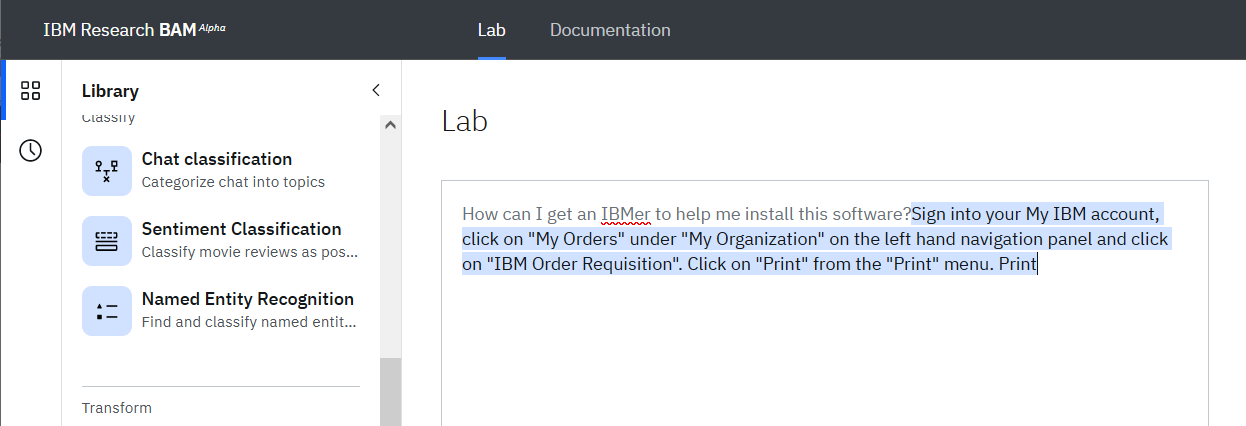 IBM Research BAM Alpha
Lab
Documentation
Library
Classify
Chat classification
Categorize chat into topics
Sentiment Classification
Classify movie reviews as pos...
Named Entity Recognition
Find and classify named entit...
Transform
Lab
How can I get an IBMer to help me install this software?Sign into your My IBM account,
click on "My Orders" under "My Organization" on the left hand navigation panel and click
on "IBM Order Requisition". Click on "Print" from the "Print" menu. Print